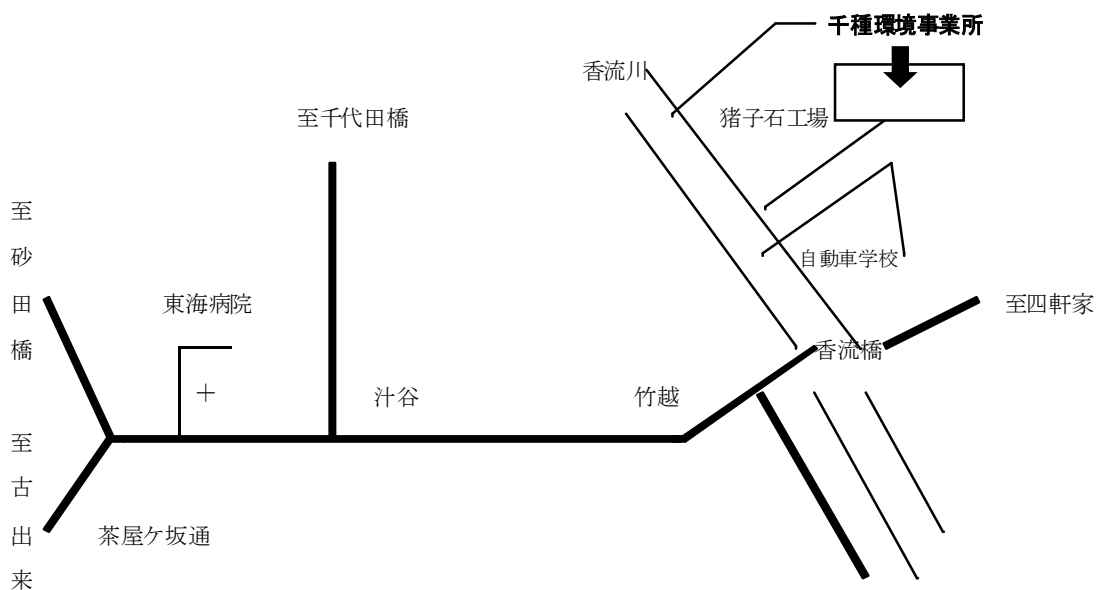 千種環境事業所
香流川
猪子石工場
至千代田橋
至砂田橋
自動車学校
東海病院
至四軒家
香流橋
汁谷
竹越
至古出来
茶屋ケ坂通